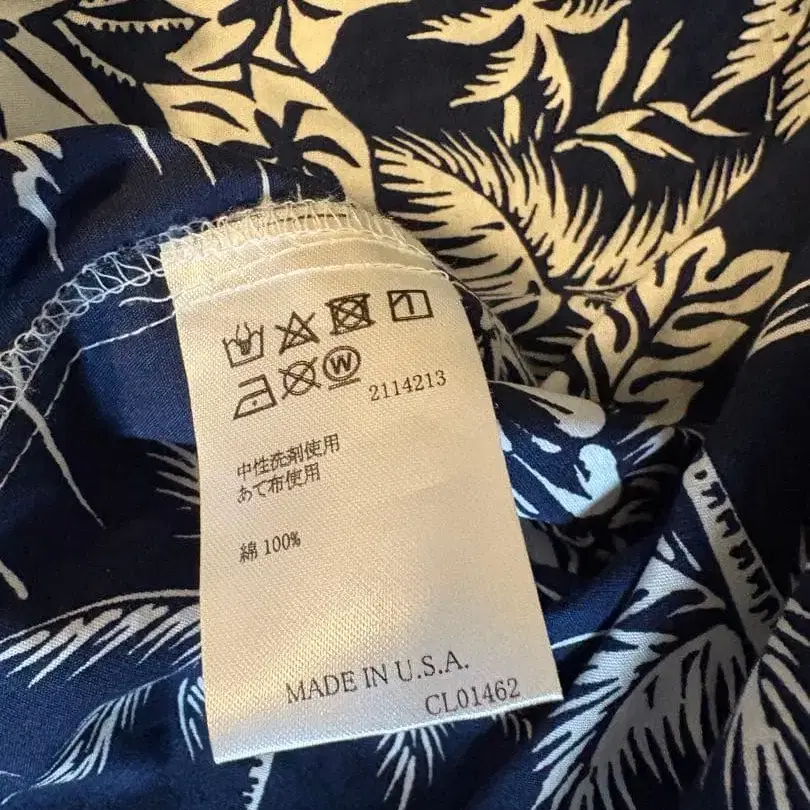 W
2114213
中性洗剤使用
あて布使用
綿 100%
MADE IN U.S.A.
CL01462